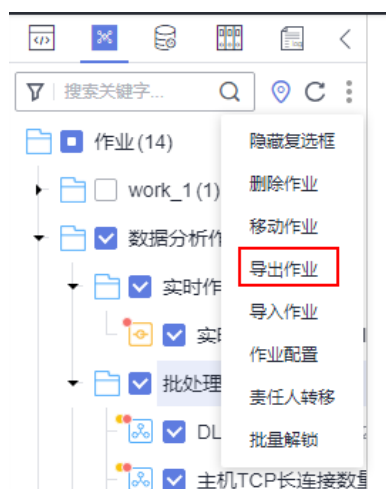 搜索关键字...
作业 (14)
隐藏复选框
work_1 (1)
删除作业
数据分析作
移动作业
导出作业
实时作
导入作业
实
作业配置
批处理
责任人转移
DL
批量解锁
主机TCP长连接数量